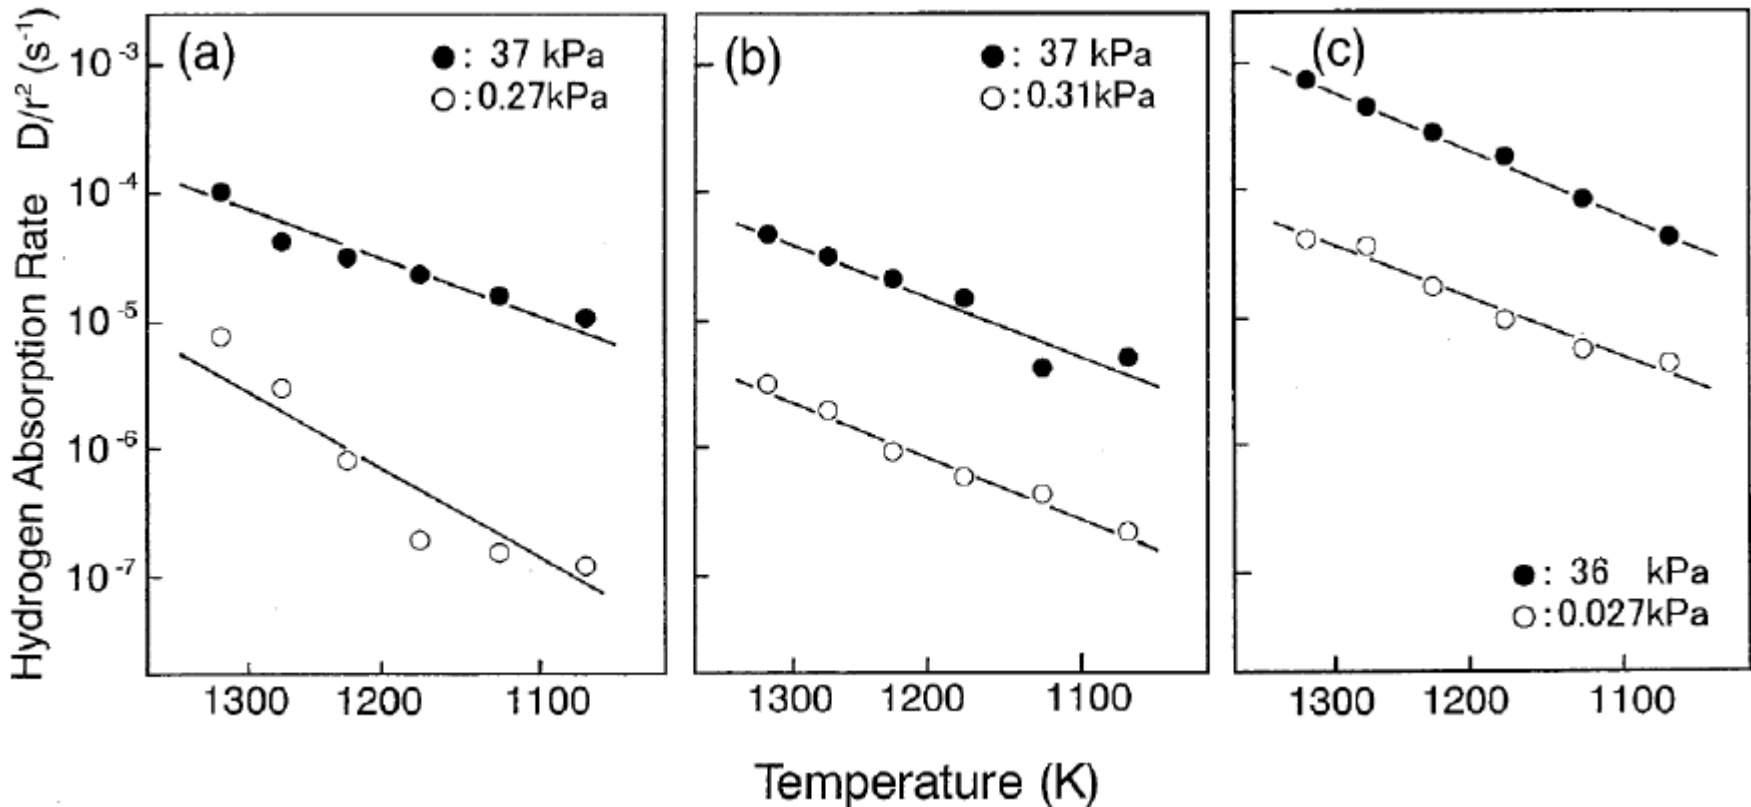 Hydrogen Absorption Rate D/r² (s⁻¹)
10⁻³
10⁻⁴
10⁻⁵
10⁻⁶
10⁻⁷
(a)
●: 37 kPa
○:0.27kPa
1300 1200 1100
(b)
●: 37 kPa
○:0.31kPa
1300 1200 1100
(c)
●: 36 kPa
○:0.027kPa
1300 1200 1100
Temperature (K)